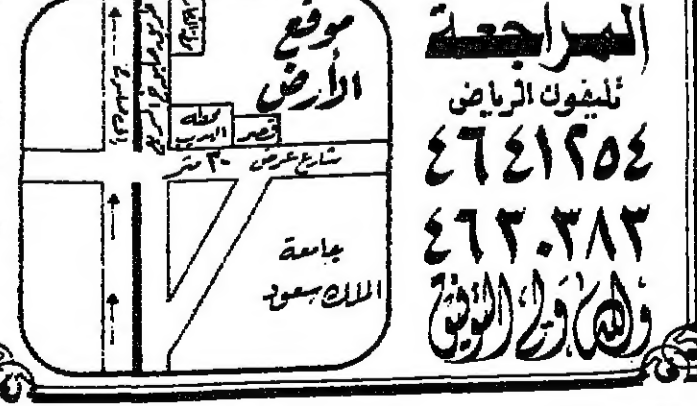 المراجعة
تليفون الرياض
٤٦٤١٢٥٤
٤٦٣٠٣٨٣
والله ولي التوفيق
موقع
الأرض
محطة
قصر
شارع عرض ٣٠ متر
جامعة
الملك سعود